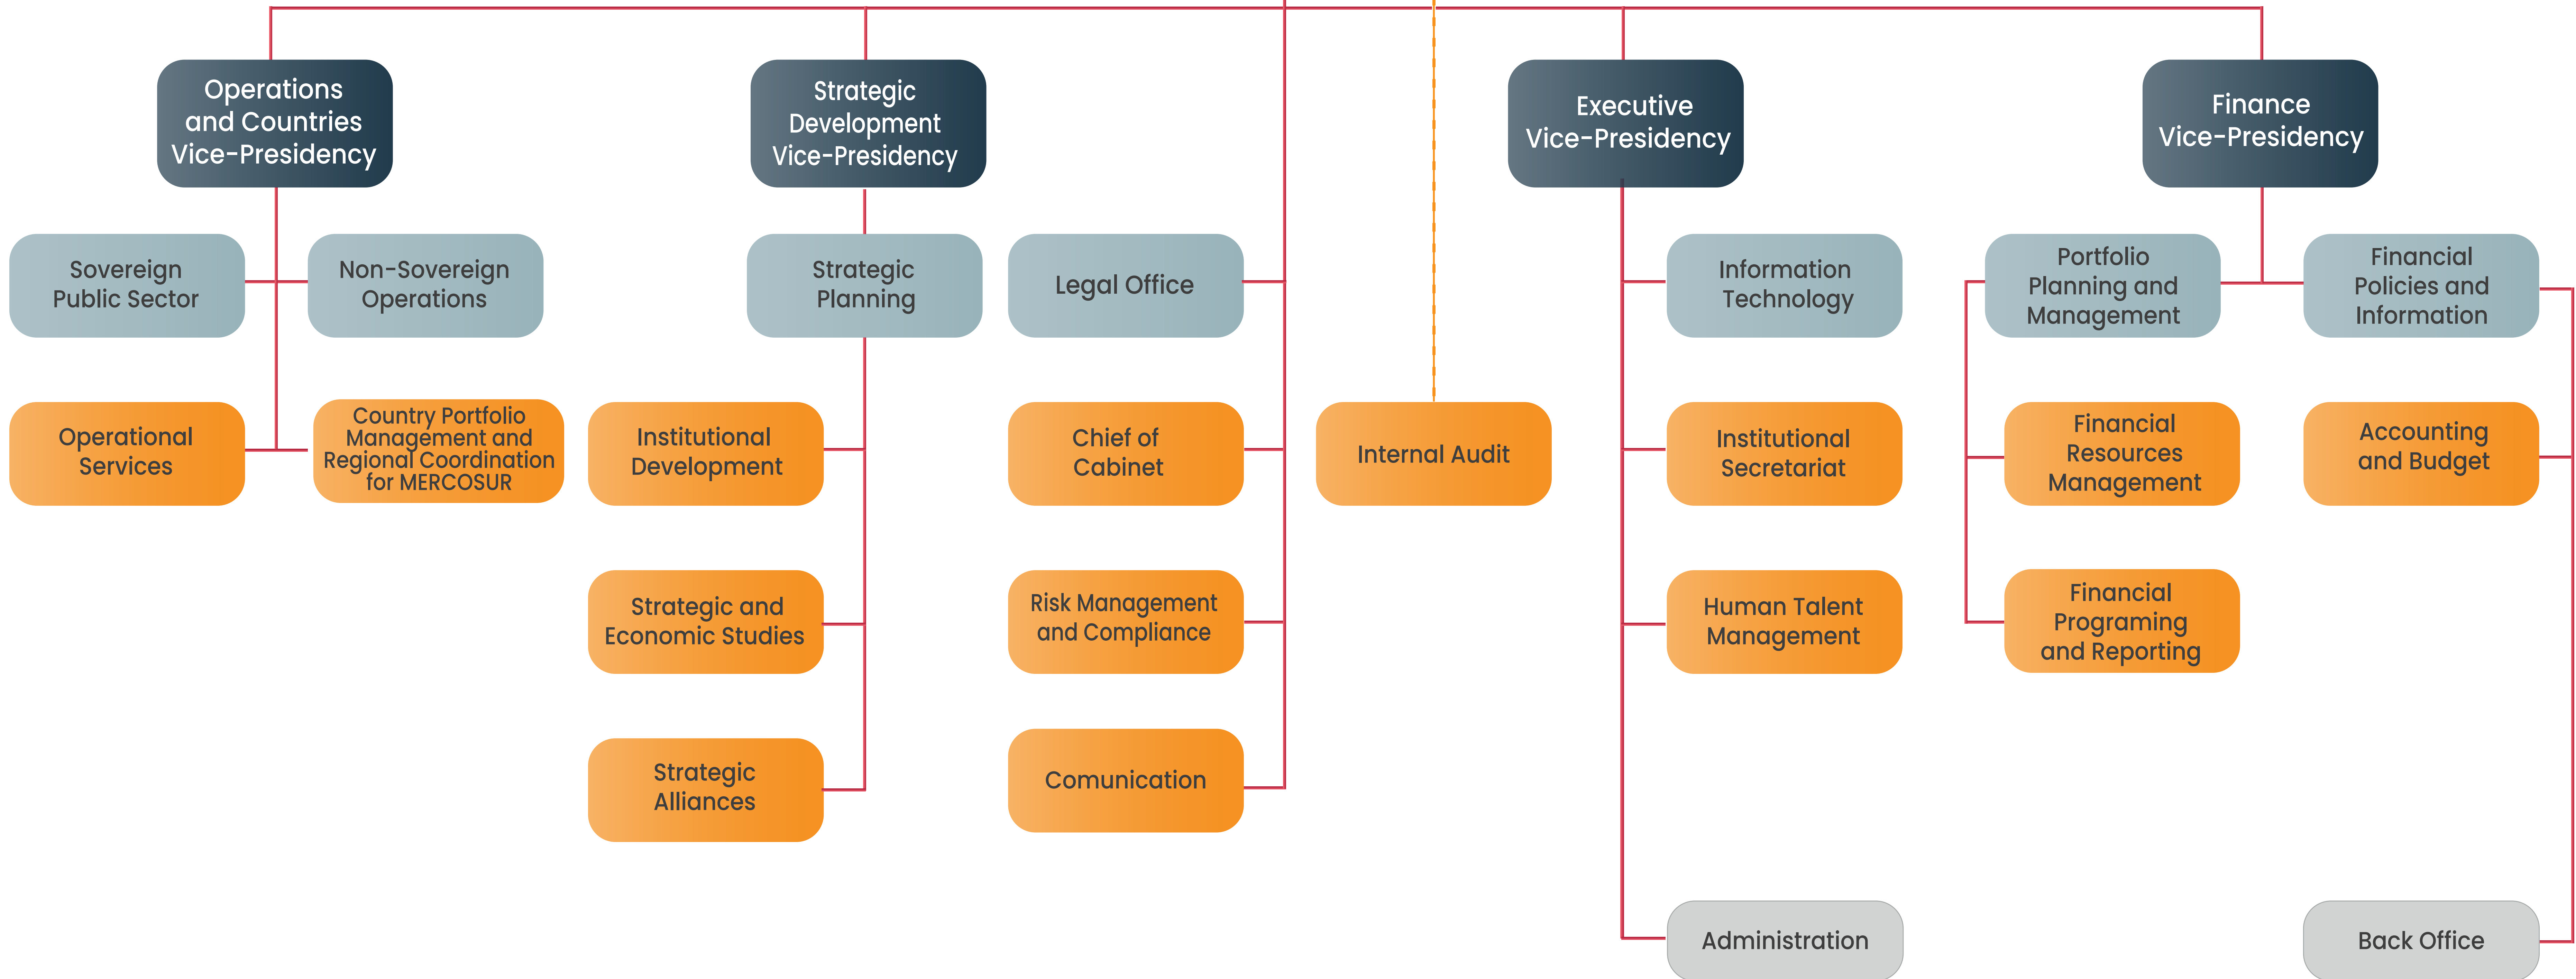 Operations
and Countries
Vice-Presidency
Strategic
Development
Vice-Presidency
Executive
Vice-Presidency
Finance
Vice-Presidency
Sovereign
Public Sector
Non-Sovereign
Operations
Strategic
Planning
Legal Office
Information
Technology
Portfolio
Planning and
Management
Financial
Policies and
Information
Operational
Services
Country Portfolio
Management and
Regional Coordination
for MERCOSUR
Institutional
Development
Chief of
Cabinet
Internal Audit
Institutional
Secretariat
Financial
Resources
Management
Accounting
and Budget
Strategic and
Economic Studies
Risk Management
and Compliance
Human Talent
Management
Financial
Programing
and Reporting
Strategic
Alliances
Comunication
Administration
Back Office